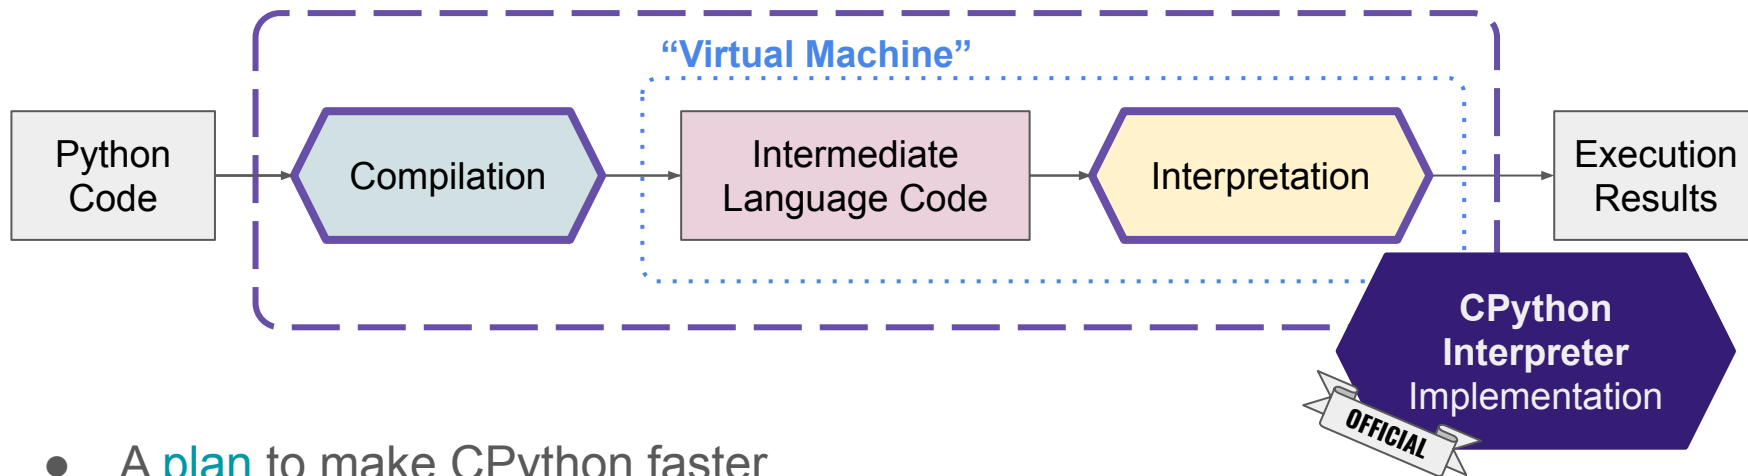 “Virtual Machine”
Python
Code
Compilation
Intermediate
Language Code
Interpretation
Execution
Results
CPython
Interpreter
Implementation
OFFICIAL
● A plan to make CPython faster